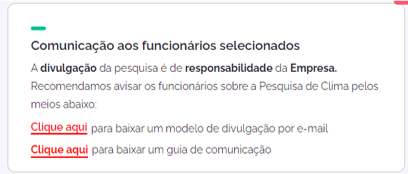 Comunicação aos funcionários selecionados
A divulgação da pesquisa é de responsabilidade da Empresa.
Recomendamos avisar os funcionários sobre a Pesquisa de Clima pelos
meios abaixo:
Clique aqui para baixar um modelo de divulgação por e-mail
Clique aqui para baixar um guia de comunicação